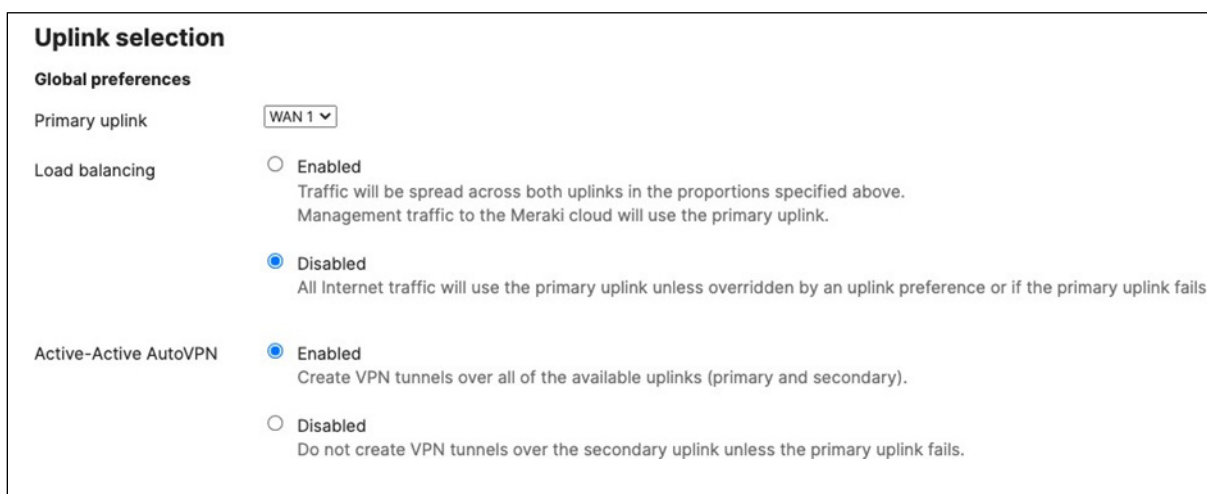 Uplink selection
Global preferences
Primary uplink
WAN 1
Load balancing
Enabled
Traffic will be spread across both uplinks in the proportions specified above.
Management traffic to the Meraki cloud will use the primary uplink.
Disabled
All Internet traffic will use the primary uplink unless overridden by an uplink preference or if the primary uplink fails
Active-Active AutoVPN
Enabled
Create VPN tunnels over all of the available uplinks (primary and secondary).
Disabled
Do not create VPN tunnels over the secondary uplink unless the primary uplink fails.